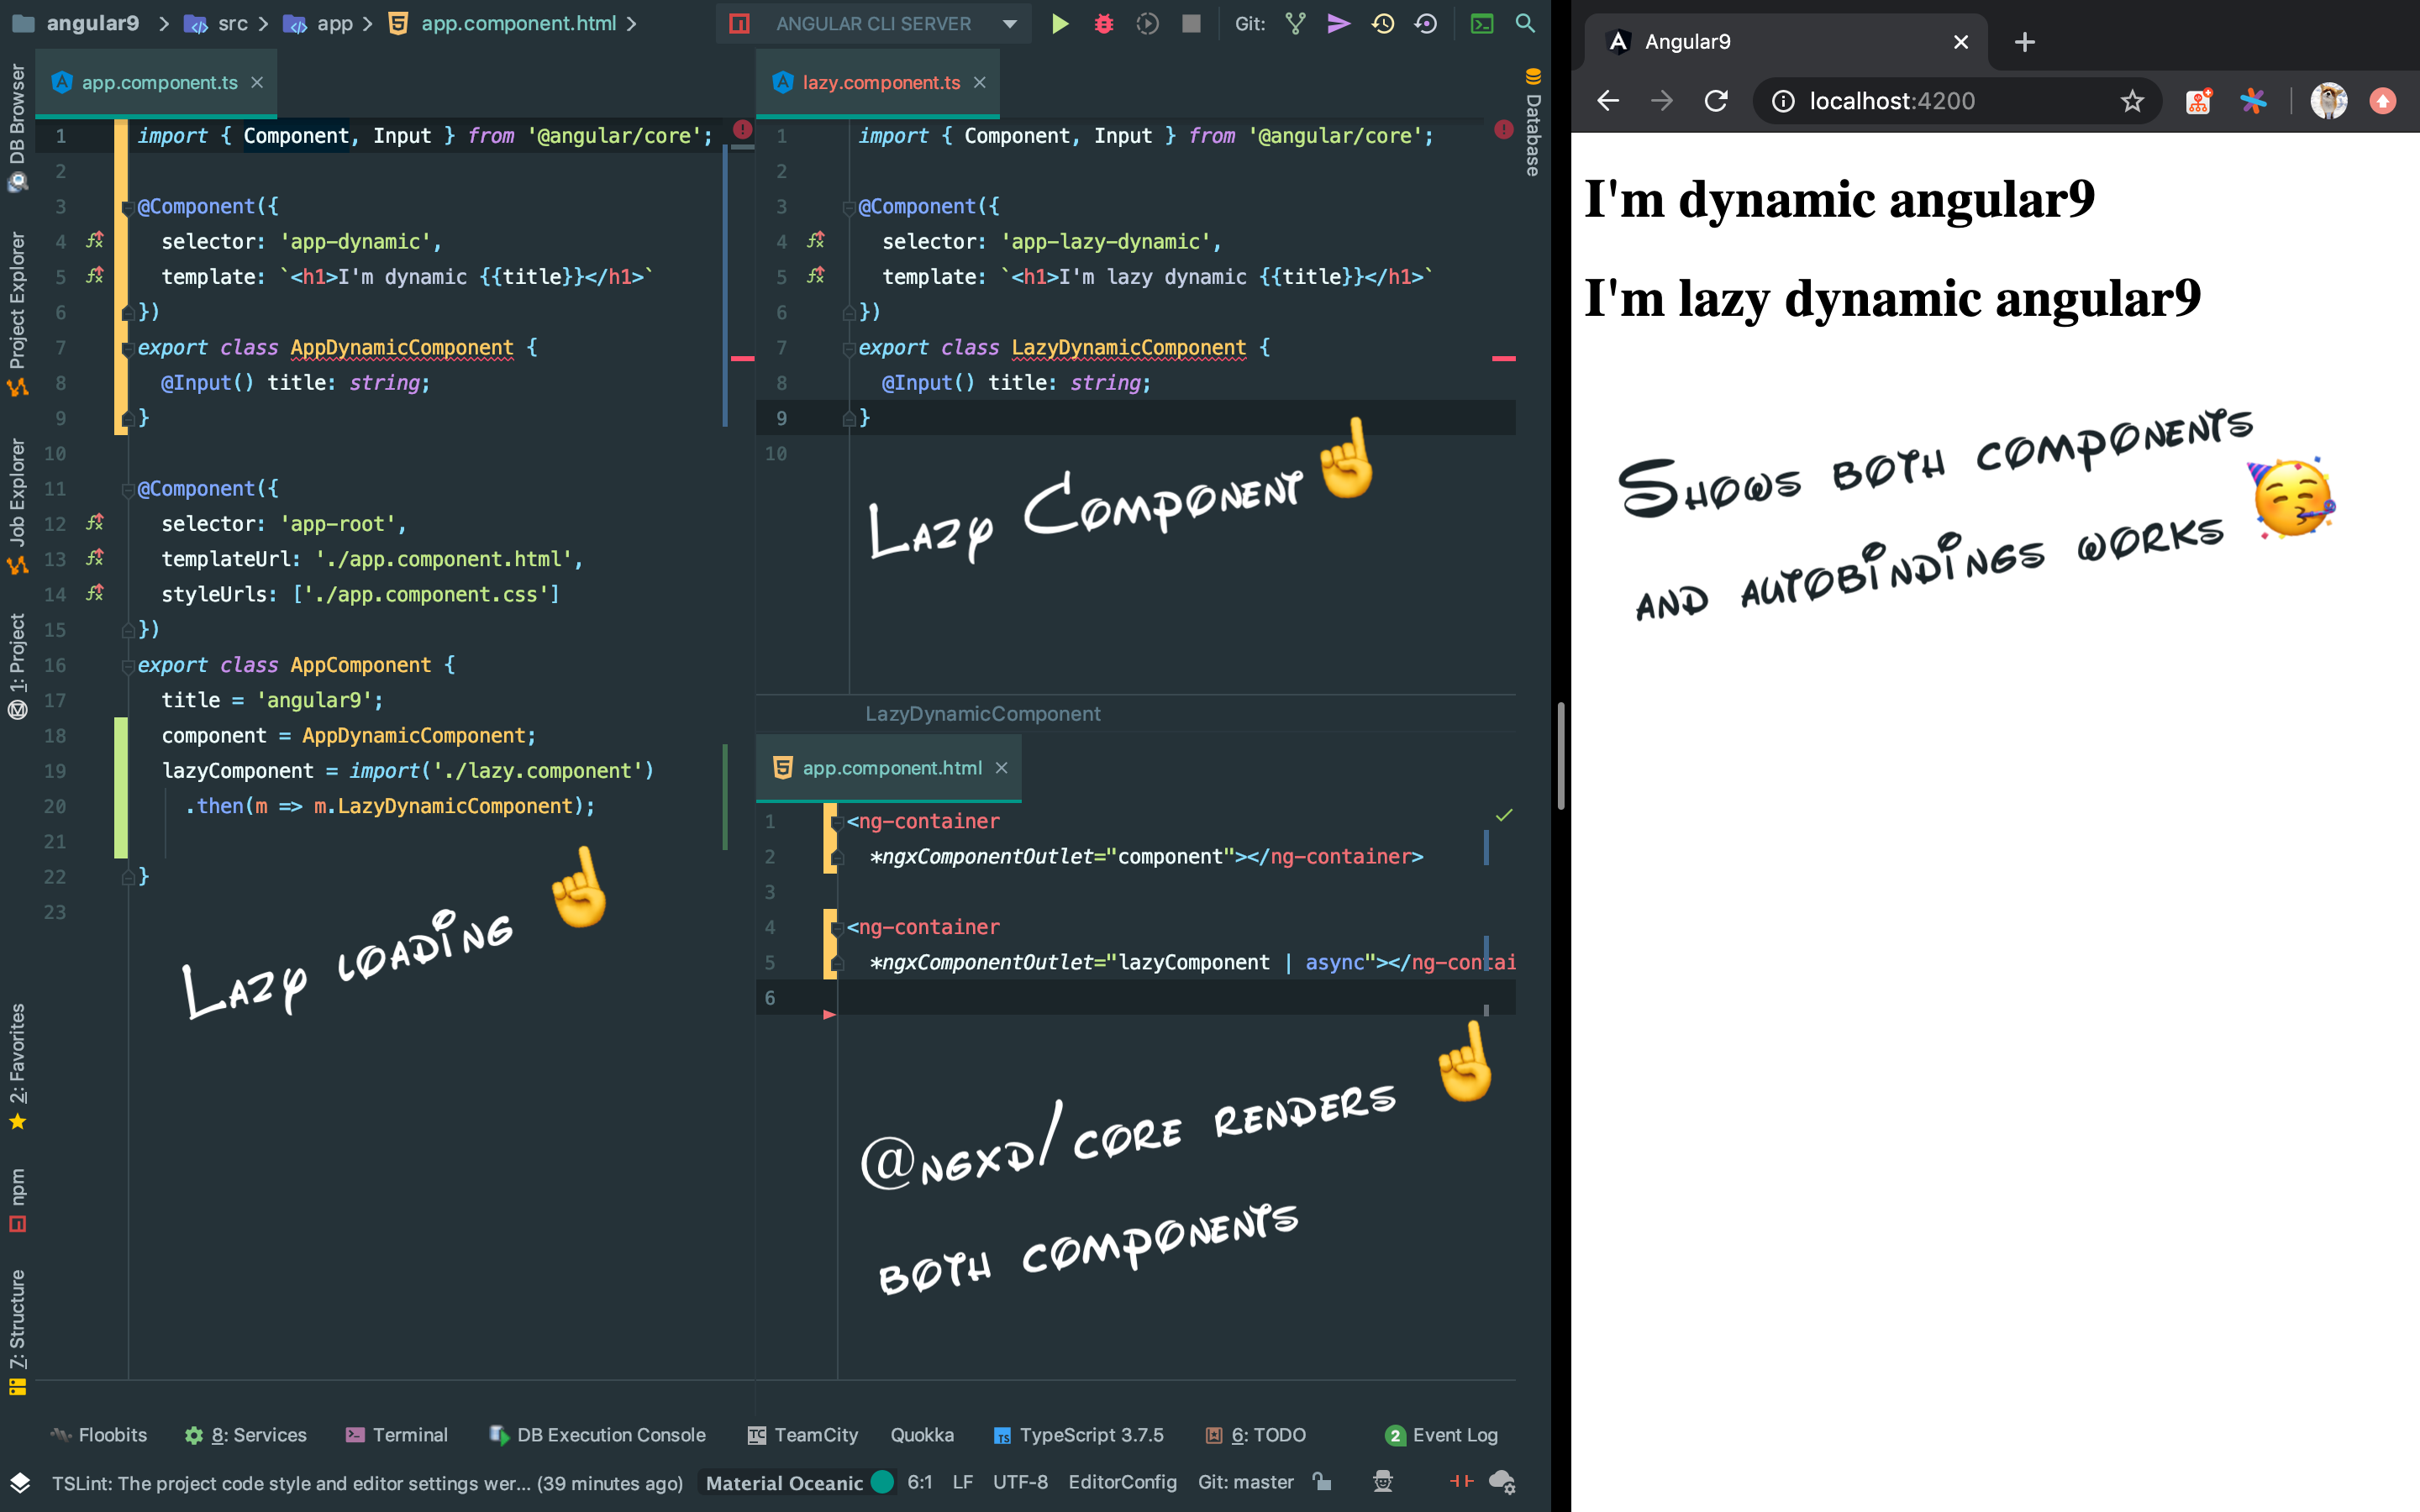 angular9 > src > app > app.component.html >
ANGULAR CLI SERVER
Git:
app.component.ts ×
1 import { Component, Input } from '@angular/core';
2
3 @Component({
4 selector: 'app-dynamic',
5 template: `<h1>I'm dynamic {{title}}</h1>`
6 })
7 export class AppDynamicComponent {
8 @Input() title: string;
9 }
10
11 @Component({
12 selector: 'app-root',
13 templateUrl: './app.component.html',
14 styleUrls: ['./app.component.css']
15 })
16 export class AppComponent {
17 title = 'angular9';
18 component = AppDynamicComponent;
19 lazyComponent = import('./lazy.component')
20 .then(m => m.LazyDynamicComponent);
21
22 }
23
Lazy loading
lazy.component.ts ×
1 import { Component, Input } from '@angular/core';
2
3 @Component({
4 selector: 'app-lazy-dynamic',
5 template: `<h1>I'm lazy dynamic {{title}}</h1>`
6 })
7 export class LazyDynamicComponent {
8 @Input() title: string;
9 }
10
Lazy Component
LazyDynamicComponent
app.component.html ×
1 <ng-container
2 *ngxComponentOutlet="component"></ng-container>
3
4 <ng-container
5 *ngxComponentOutlet="lazyComponent | async"></ng-contai
6
@ngxd/core renders
both components
DB Browser
Project Explorer
Job Explorer
1: Project
2: Favorites
npm
7: Structure
Database
Floobits
8: Services
Terminal
DB Execution Console
TC TeamCity
Quokka
TS TypeScript 3.7.5
6: TODO
2 Event Log
TSLint: The project code style and editor settings wer... (39 minutes ago)
Material Oceanic
6:1
LF
UTF-8
EditorConfig
Git: master
Angular9
localhost:4200
I'm dynamic angular9
I'm lazy dynamic angular9
Shows both components
and autobindings works